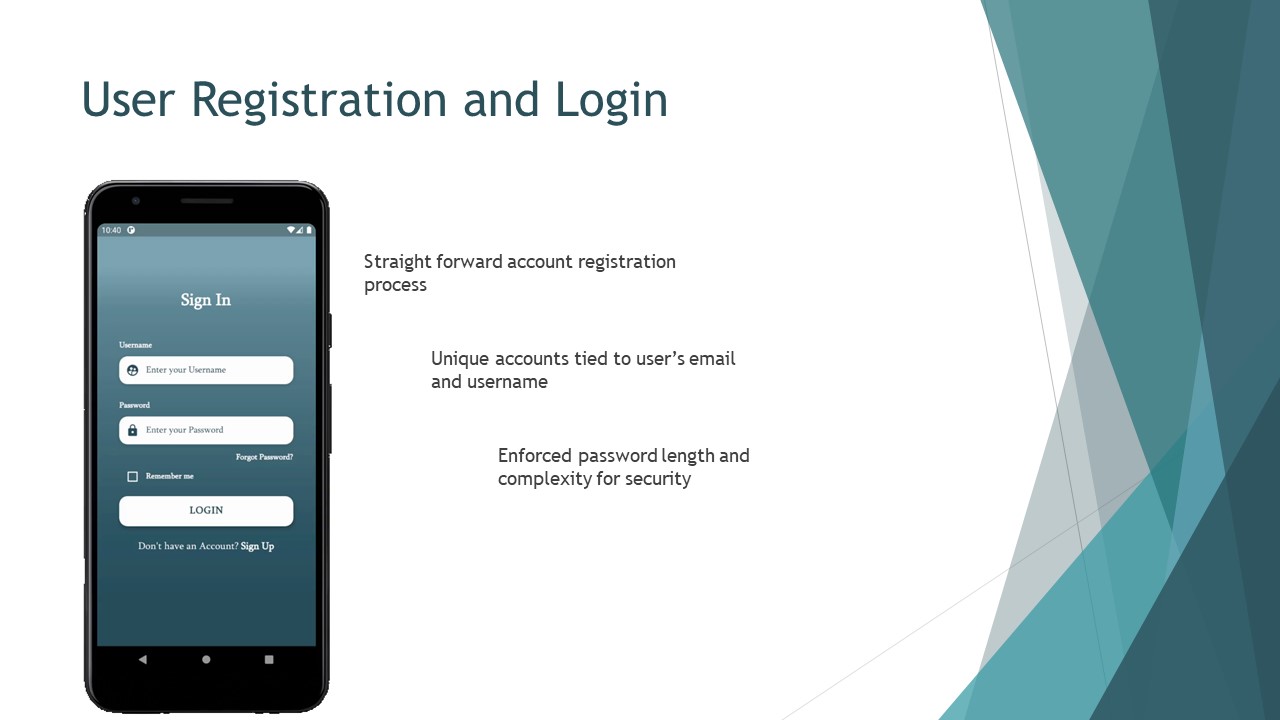 User Registration and Login
10:40
Sign In
Username
Enter your Username
Password
Enter your Password
Forgot Password?
Remember me
LOGIN
Don't have an Account? Sign Up
Straight forward account registration
process
Unique accounts tied to user’s email
and username
Enforced password length and
complexity for security